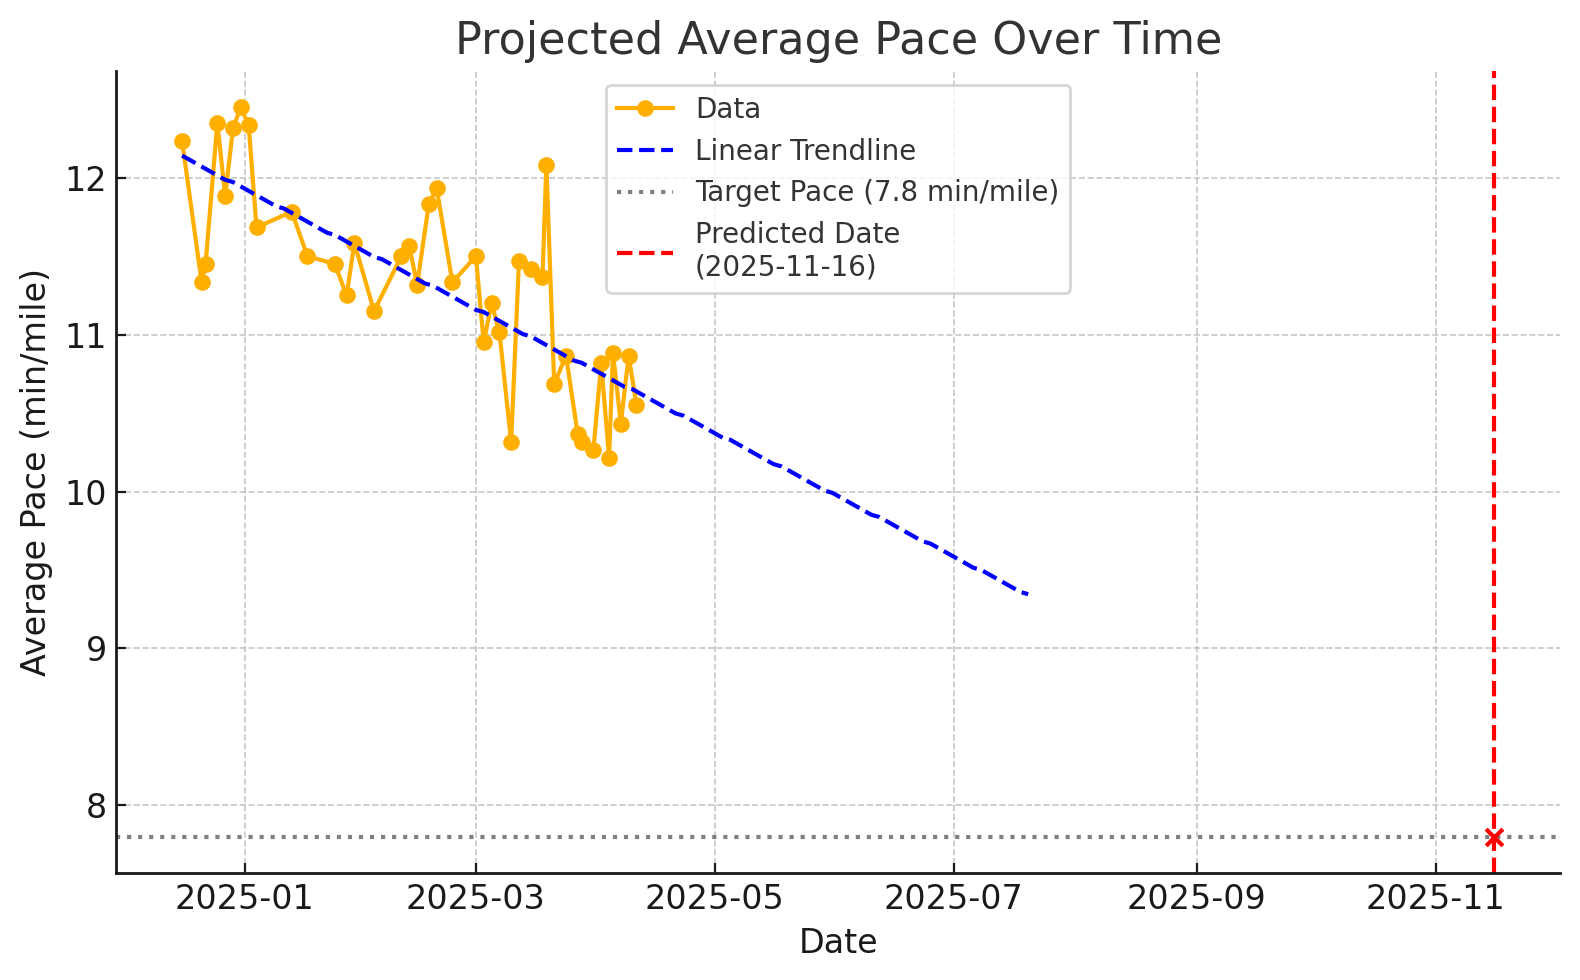 Projected Average Pace Over Time
Data
Linear Trendline
Target Pace (7.8 min/mile)
Predicted Date
(2025-11-16)
Average Pace (min/mile)
12
11
10
9
8
2025-01
2025-03
2025-05
2025-07
2025-09
2025-11
Date